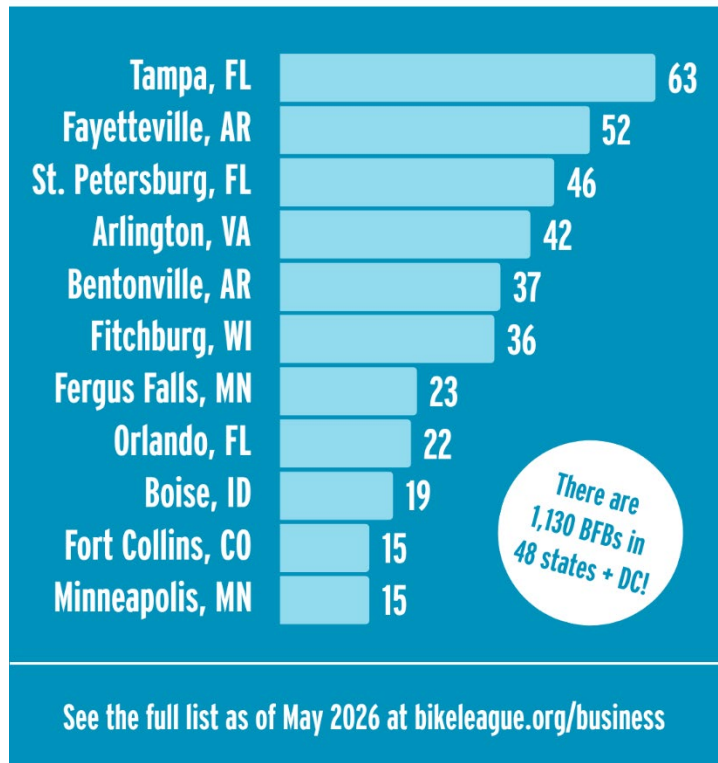 Tampa, FL 63
Fayetteville, AR 52
St. Petersburg, FL 46
Arlington, VA 42
Bentonville, AR 37
Fitchburg, WI 36
Fergus Falls, MN 23
Orlando, FL 22
Boise, ID 19
Fort Collins, CO 15
Minneapolis, MN 15
There are
1,130 BFBs in
48 states + DC!
See the full list as of May 2026 at bikeleague.org/business